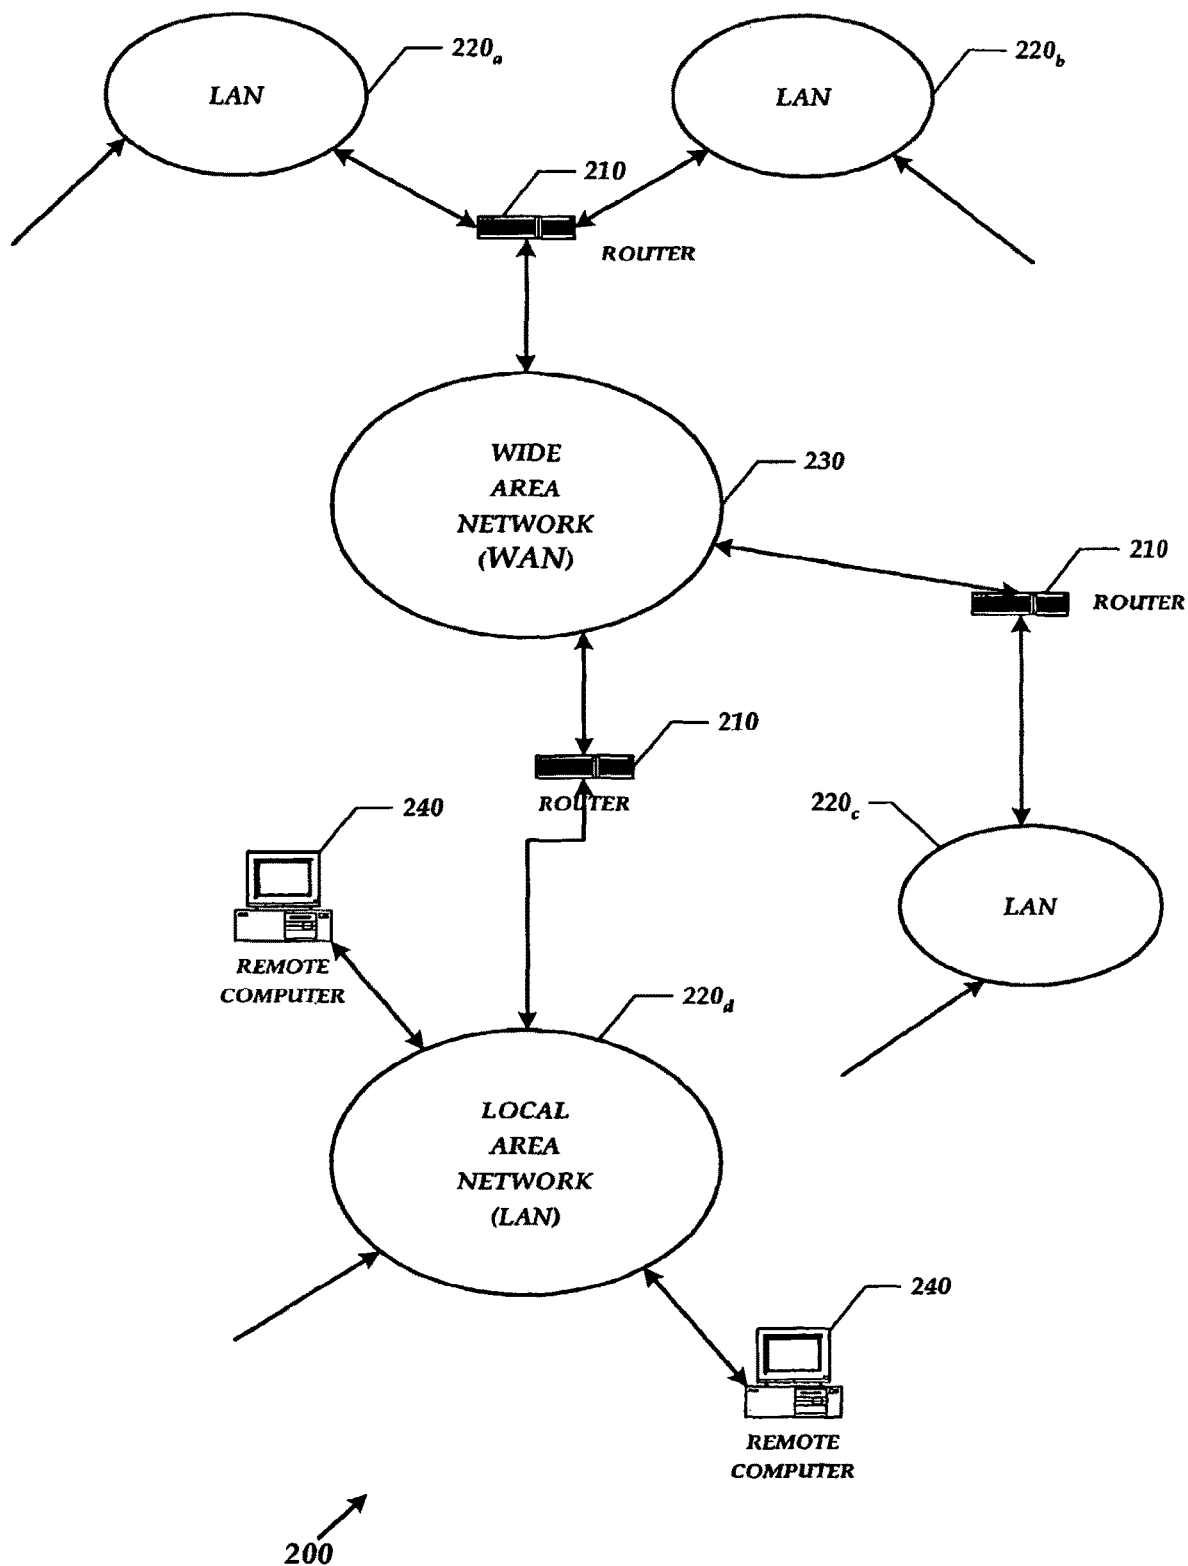 220a
220b
LAN
LAN
210
ROUTER
WIDE
AREA
NETWORK
(WAN)
230
210
ROUTER
210
ROUTER
240
220c
LAN
REMOTE
COMPUTER
220d
LOCAL
AREA
NETWORK
(LAN)
240
REMOTE
COMPUTER
200